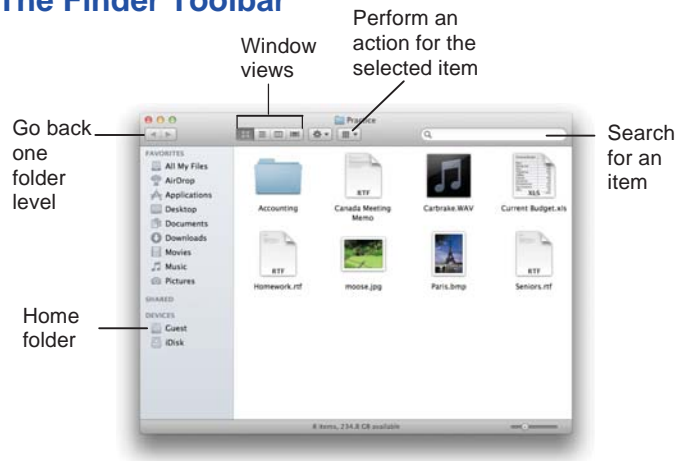 The Finder Toolbar
Perform an
action for the
selected item
Window
views
Go back
one
folder
level
Search
for an
item
Home
folder
Practice
FAVORITES
All My Files
AirDrop
Applications
Desktop
Documents
Downloads
Movies
Music
Pictures
SHARED
DEVICES
Guest
iDisk
RTF
XLS
Accounting
Canada Meeting
Memo
Carbrake.WAV
Current Budget.xls
RTF
RTF
Homework.rtf
moose.jpg
Paris.bmp
Seniors.rtf
8 items, 234.8 GB available